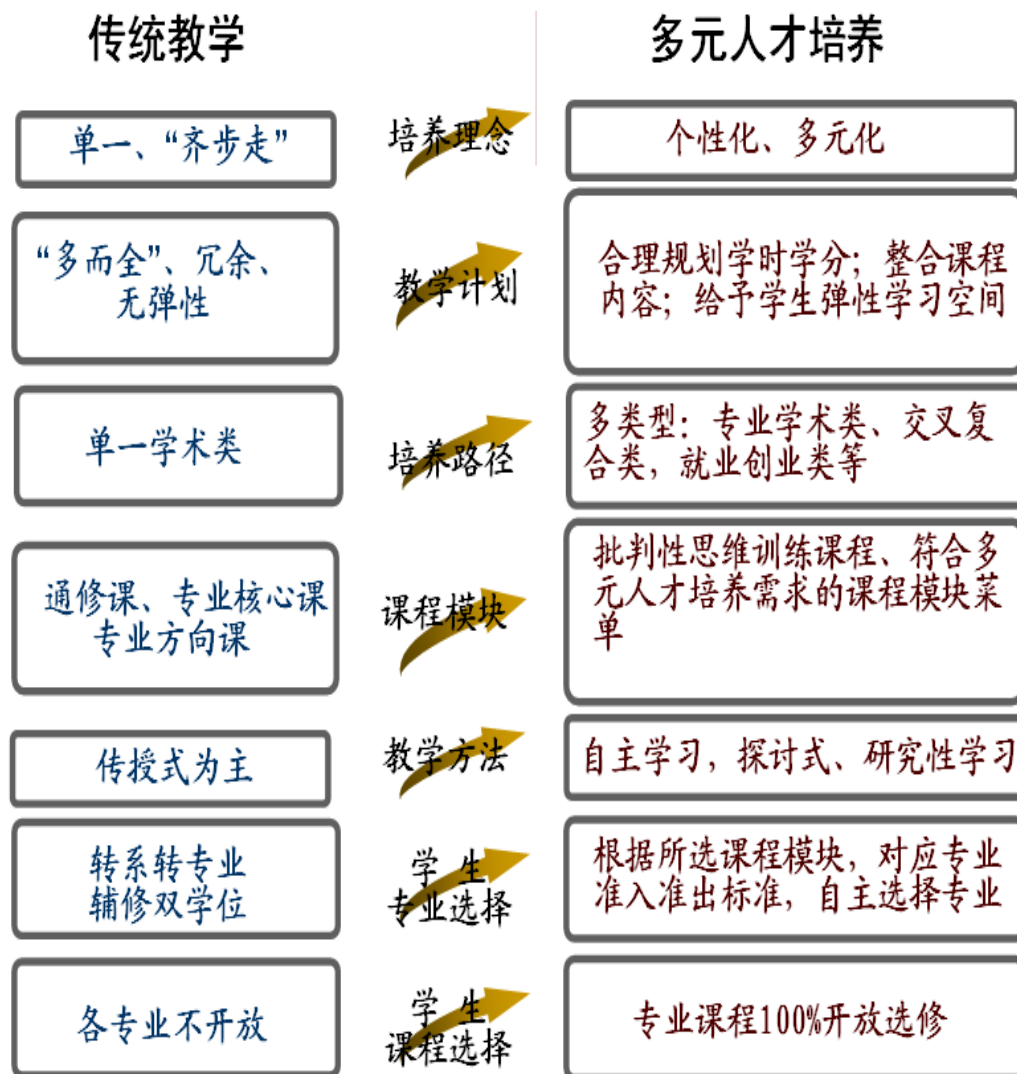 传统教学
多元人才培养
单一、“齐步走”
培养理念
个性化、多元化
“多而全”、冗余、
无弹性
教学计划
合理规划学时学分；整合课程
内容；给予学生弹性学习空间
单一学术类
培养路径
多类型：专业学术类、交叉复
合类，就业创业类等
通修课、专业核心课
专业方向课
课程模块
批判性思维训练课程、符合多
元人才培养需求的课程模块菜
单
传授式为主
教学方法
自主学习，探讨式、研究性学习
转系转专业
辅修双学位
学 生
专业选择
根据所选课程模块，对应专业
准入准出标准，自主选择专业
各专业不开放
学 生
课程选择
专业课程100%开放选修